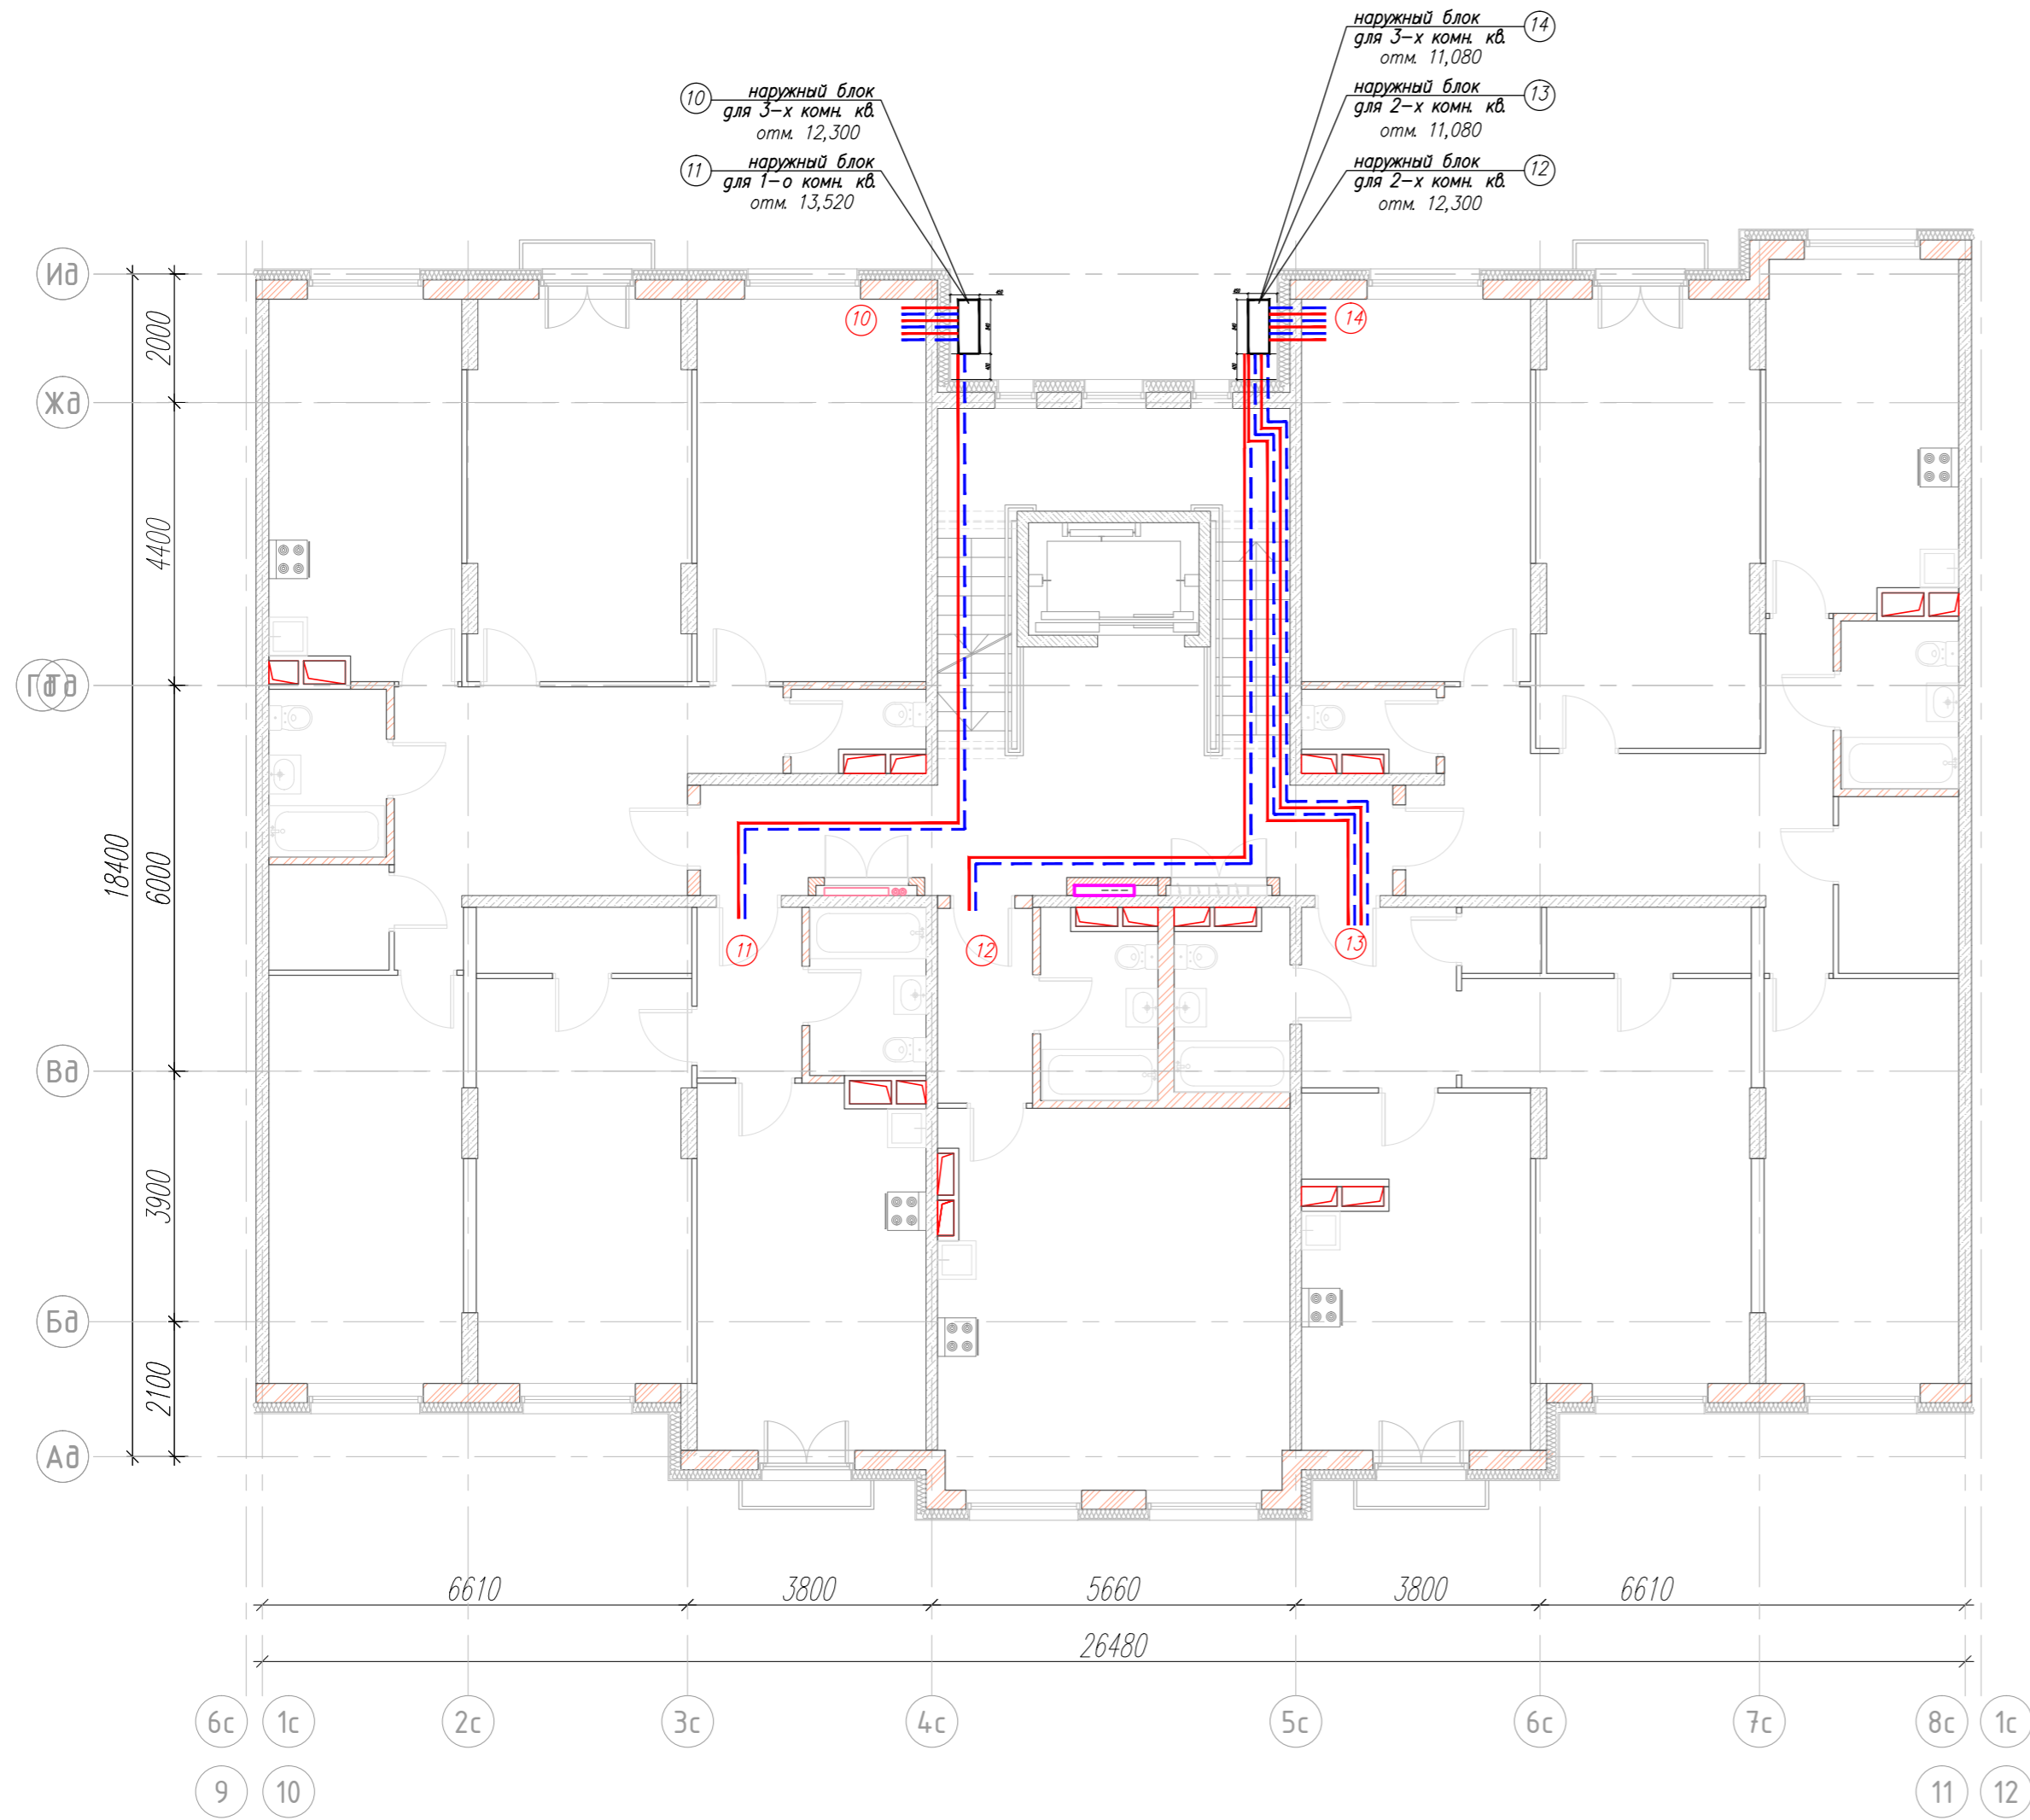 наружный блок
для 3-х комн. кв.
отм. 11,080
14
наружный блок
для 2-х комн. кв.
отм. 11,080
13
наружный блок
для 2-х комн. кв.
отм. 12,300
12
10
наружный блок
для 3-х комн. кв.
отм. 12,300
11
наружный блок
для 1-о комн. кв.
отм. 13,520
Ид
Жд
Гд
Вд
Бд
Ад
2000
4400
6000
3900
2100
18400
10
14
11
12
13
6610
3800
5660
3800
6610
26480
6с
1с
2с
3с
4с
5с
6с
7с
8с
1с
9
10
11
12